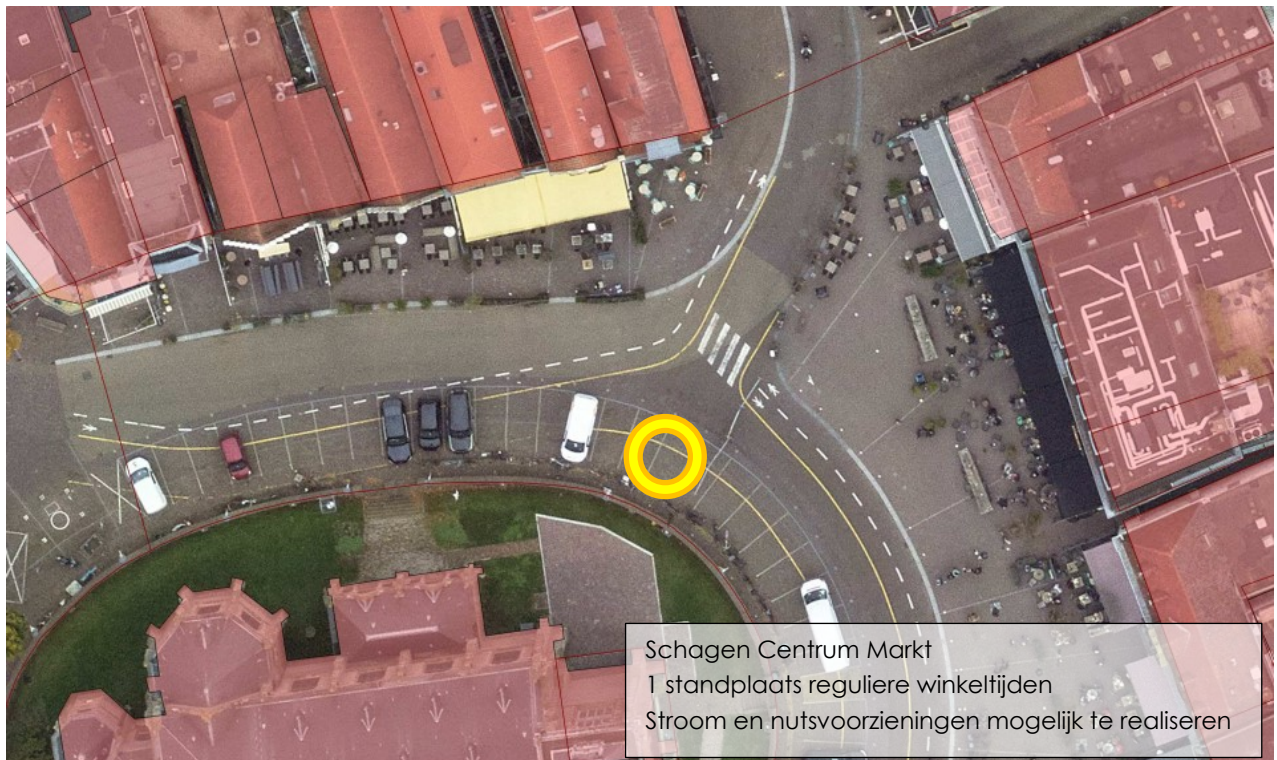 Schagen Centrum Markt
1 standplaats reguliere winkeltijden
Stroom en nutsvoorzieningen mogelijk te realiseren